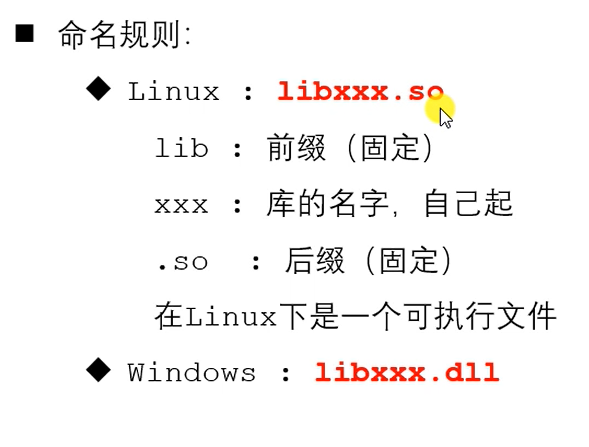 ■ 命名规则:
◆ Linux : libxxx.so
lib : 前缀（固定）
xxx : 库的名字，自己起
.so : 后缀（固定）
在Linux下是一个可执行文件
◆ Windows : libxxx.dll